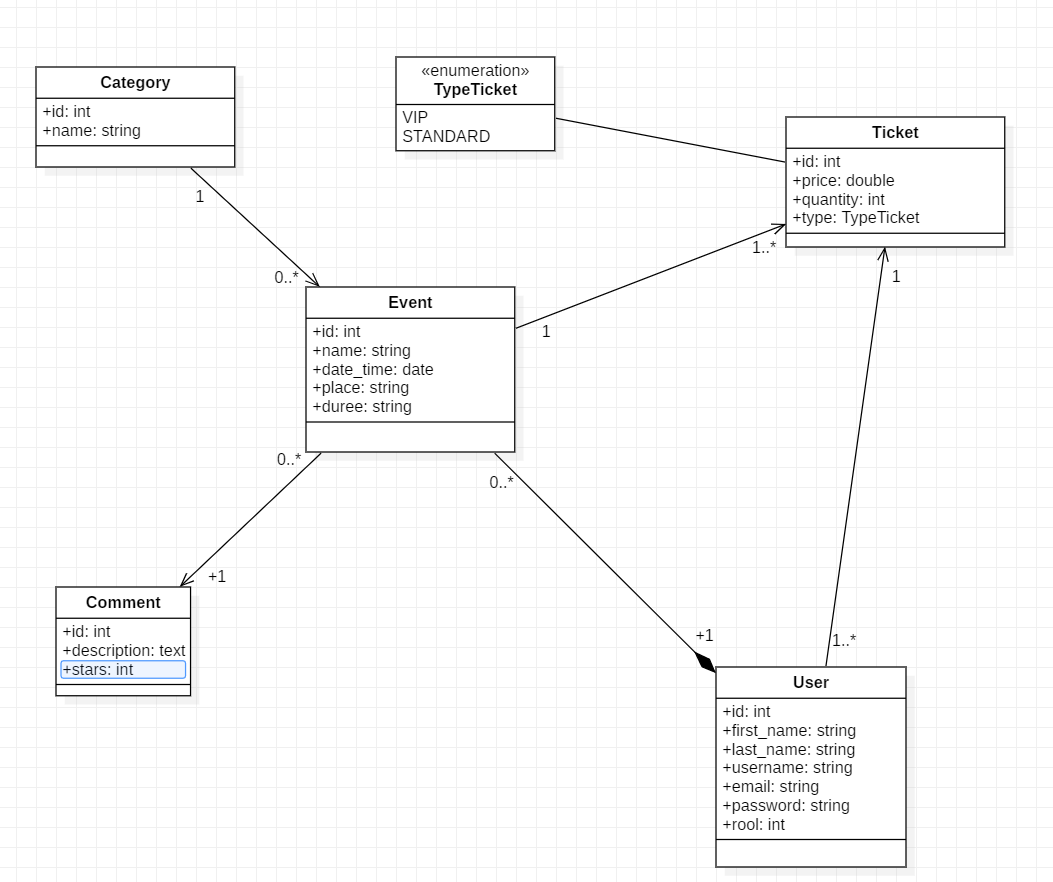 Category
+id: int
+name: string
«enumeration»
TypeTicket
VIP
STANDARD
Ticket
+id: int
+price: double
+quantity: int
+type: TypeTicket
1
0..*
1..*
1
1
Event
+id: int
+name: string
+date_time: date
+place: string
+duree: string
0..*
0..*
+1
Comment
+id: int
+description: text
+stars: int
+1
1..*
User
+id: int
+first_name: string
+last_name: string
+username: string
+email: string
+password: string
+rool: int